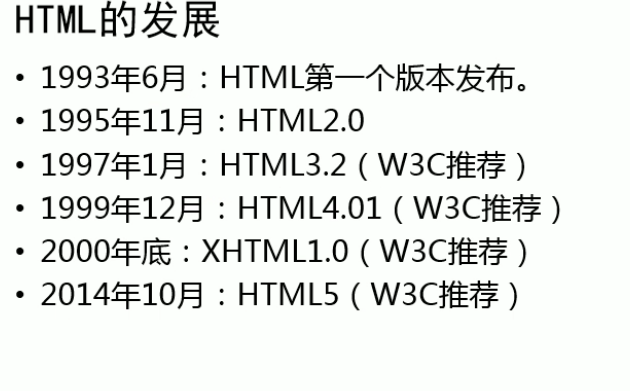 HTML的发展
• 1993年6月：HTML第一个版本发布。
• 1995年11月：HTML2.0
• 1997年1月：HTML3.2（W3C推荐）
• 1999年12月：HTML4.01（W3C推荐）
• 2000年底：XHTML1.0（W3C推荐）
• 2014年10月：HTML5（W3C推荐）